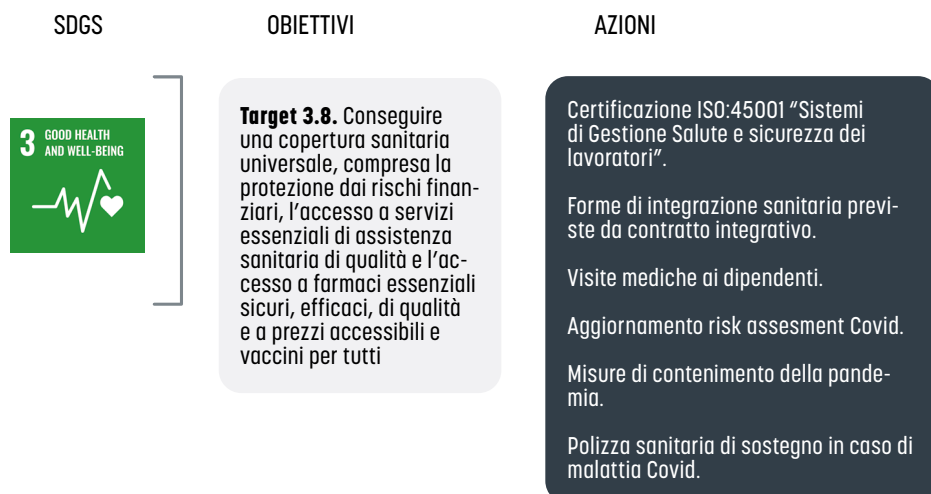 SDGS
OBIETTIVI
AZIONI
3 GOOD HEALTH
AND WELL-BEING
Target 3.8. Conseguire
una copertura sanitaria
universale, compresa la
protezione dai rischi finan-
ziari, l'accesso a servizi
essenziali di assistenza
sanitaria di qualità e l'ac-
cesso a farmaci essenziali
sicuri, efficaci, di qualità
e a prezzi accessibili e
vaccini per tutti
Certificazione ISO:45001 “Sistemi
di Gestione Salute e sicurezza dei
lavoratori”.
Forme di integrazione sanitaria previ-
ste da contratto integrativo.
Visite mediche ai dipendenti.
Aggiornamento risk assesment Covid.
Misure di contenimento della pande-
mia.
Polizza sanitaria di sostegno in caso di
malattia Covid.